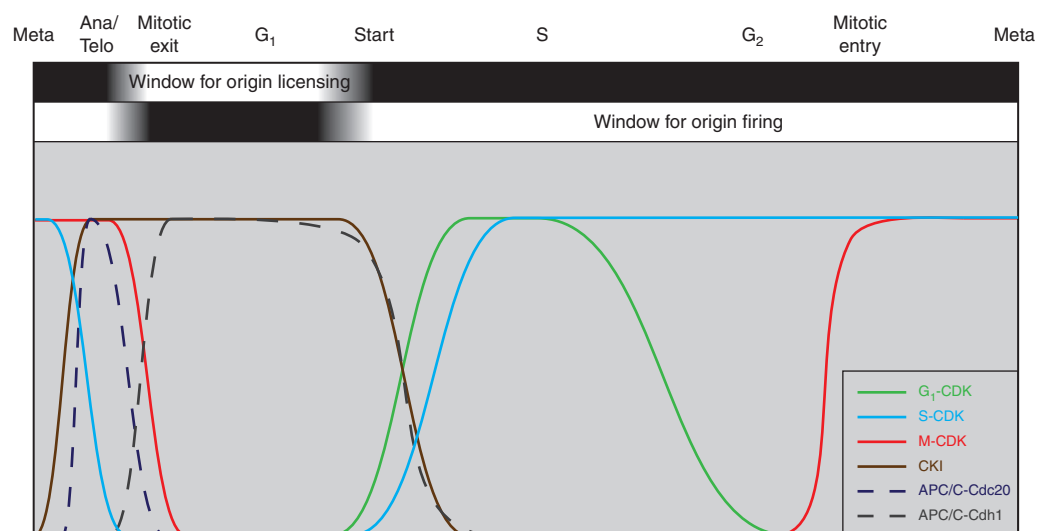 Meta
Ana/
Telo
Mitotic
exit
G₁
Start
S
G₂
Mitotic
entry
Meta
Window for origin licensing
Window for origin firing
G₁-CDK
S-CDK
M-CDK
CKI
APC/C-Cdc20
APC/C-Cdh1